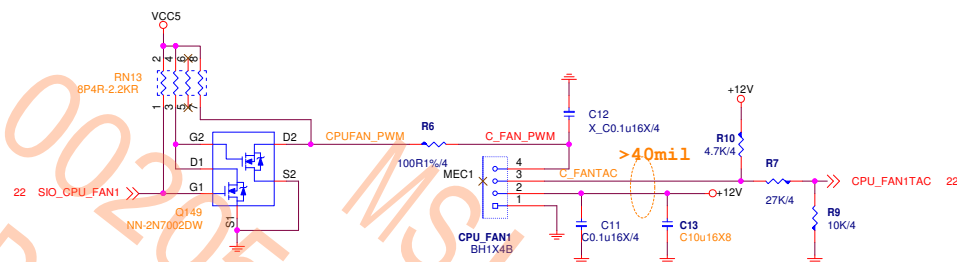 VCC5
2 4 6 8
RN13
8P4R-2.2KR
1 3 5 7
G2
D2
D1
G1
S2
S1
22 SIO_CPU_FAN1
Q149
NN-2N7002DW
CPUFAN_PWM
R6
100R1%/4
C_FAN_PWM
C12
X_C0.1u16X/4
MEC1
4
3
2
1
C_FANTAC
>40mil
CPU_FAN1
BH1X4B
C11
C0.1u16X/4
C13
C10u16X8
+12V
+12V
R10
4.7K/4
R7
27K/4
CPU_FAN1TAC 22
R9
10K/4
00205
MS